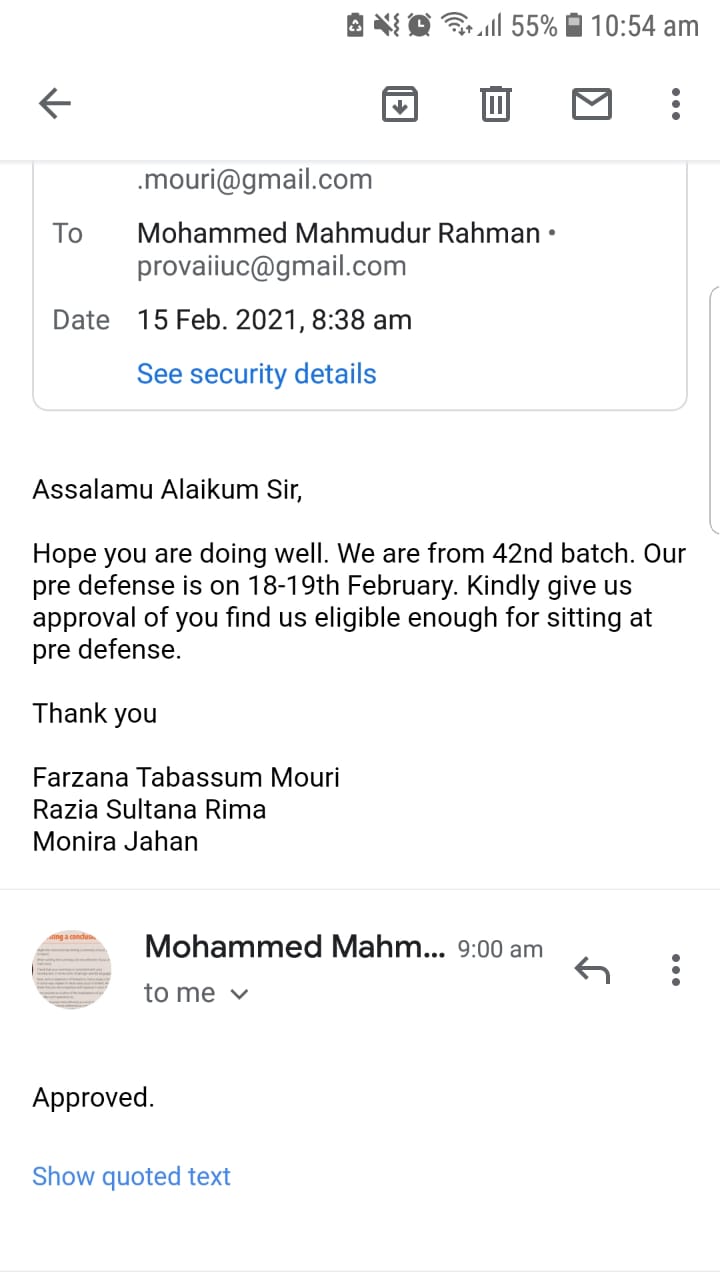 55% 10:54 am
.mouri@gmail.com
To Mohammed Mahmudur Rahman •
provaiiuc@gmail.com
Date 15 Feb. 2021, 8:38 am
See security details
Assalamu Alaikum Sir,
Hope you are doing well. We are from 42nd batch. Our
pre defense is on 18-19th February. Kindly give us
approval of you find us eligible enough for sitting at
pre defense.
Thank you
Farzana Tabassum Mouri
Razia Sultana Rima
Monira Jahan
Mohammed Mahm... 9:00 am
to me
Approved.
Show quoted text